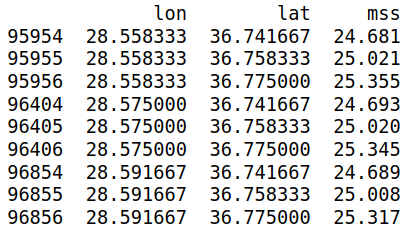 lon lat mss
95954 28.558333 36.741667 24.681
95955 28.558333 36.758333 25.021
95956 28.558333 36.775000 25.355
96404 28.575000 36.741667 24.693
96405 28.575000 36.758333 25.020
96406 28.575000 36.775000 25.345
96854 28.591667 36.741667 24.689
96855 28.591667 36.758333 25.008
96856 28.591667 36.775000 25.317